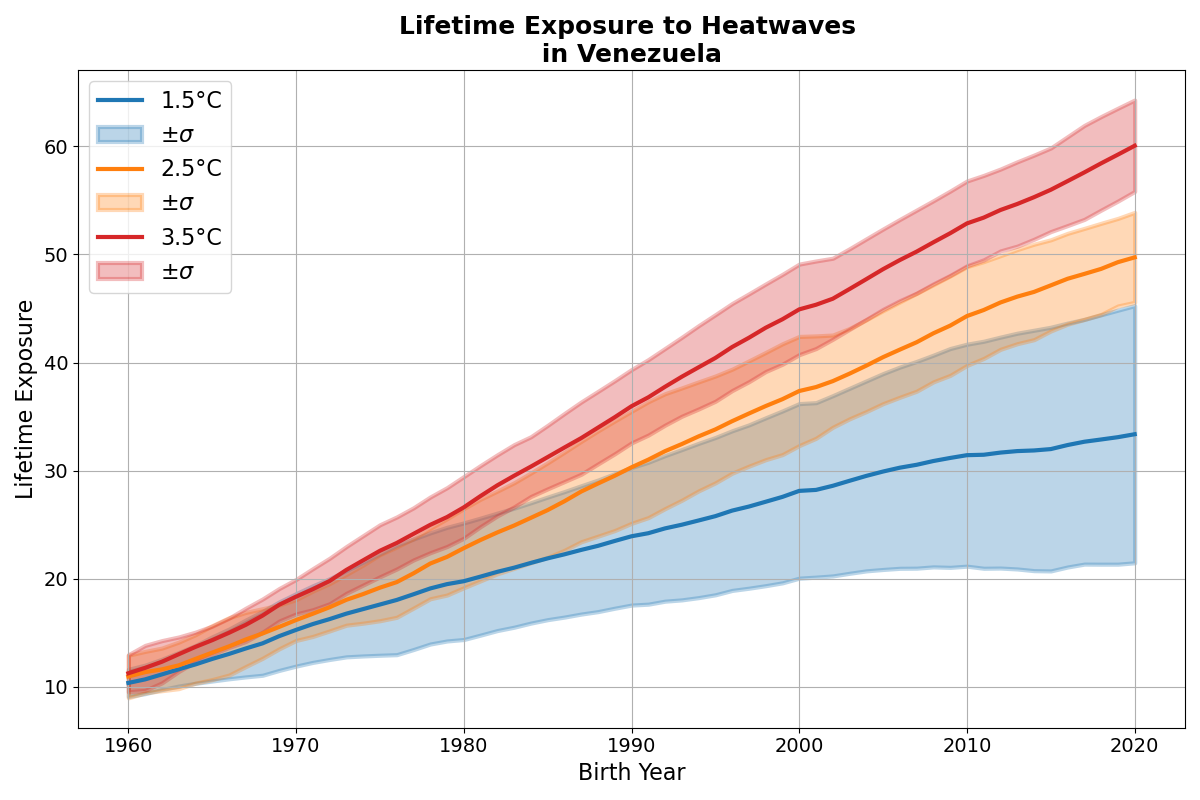 Lifetime Exposure to Heatwaves
in Venezuela
1.5°C
±σ
2.5°C
±σ
3.5°C
±σ
Lifetime Exposure
60
50
40
30
20
10
1960 1970 1980 1990 2000 2010 2020
Birth Year